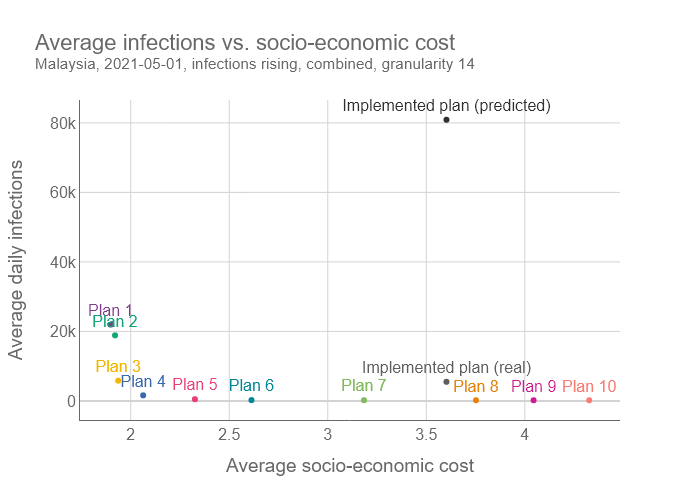 Average infections vs. socio-economic cost
Malaysia, 2021-05-01, infections rising, combined, granularity 14
Implemented plan (predicted)
80k
60k
40k
20k
0
Average daily infections
Plan 1
Plan 2
Plan 3
Plan 4
Plan 5
Plan 6
Plan 7
Implemented plan (real)
Plan 8
Plan 9
Plan 10
2
2.5
3
3.5
4
Average socio-economic cost